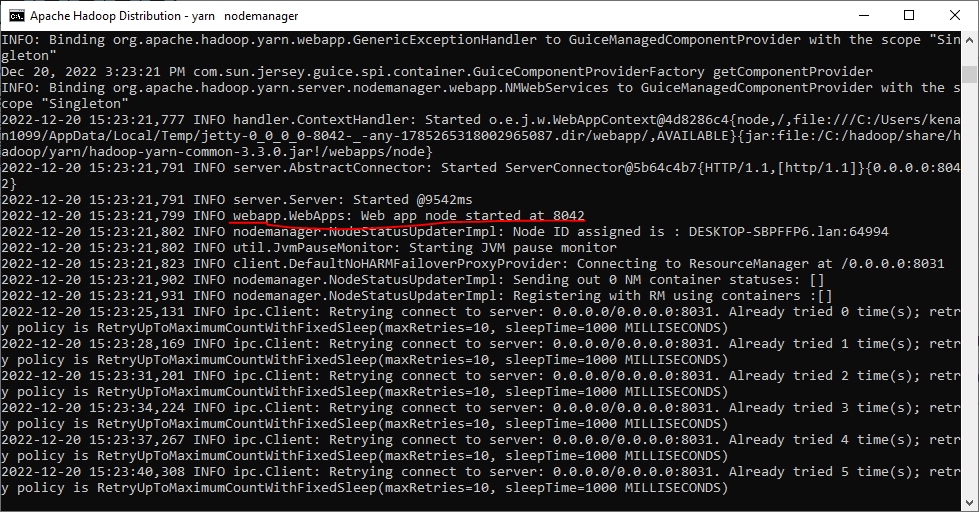 Apache Hadoop Distribution - yarn   nodemanager
INFO: Binding org.apache.hadoop.yarn.webapp.GenericExceptionHandler to GuiceManagedComponentProvider with the scope "Sin
gleton"
Dec 20, 2022 3:23:21 PM com.sun.jersey.guice.spi.container.GuiceComponentProviderFactory getComponentProvider
INFO: Binding org.apache.hadoop.yarn.server.nodemanager.webapp.NMWebServices to GuiceManagedComponentProvider with the s
cope "Singleton"
2022-12-20 15:23:21,777 INFO handler.ContextHandler: Started o.e.j.w.WebAppContext@4d8286c4{node,/,file:///C:/Users/kena
n1099/AppData/Local/Temp/jetty-0_0_0_0-8042-_-any-1785265318002965087.dir/webapp/,AVAILABLE}{jar:file:/C:/hadoop/share/h
adoop/yarn/hadoop-yarn-common-3.3.0.jar!/webapps/node}
2022-12-20 15:23:21,791 INFO server.AbstractConnector: Started ServerConnector@5b64c4b7{HTTP/1.1,[http/1.1]}{0.0.0.0:804
2}
2022-12-20 15:23:21,791 INFO server.Server: Started @9542ms
2022-12-20 15:23:21,799 INFO webapp.WebApps: Web app node started at 8042
2022-12-20 15:23:21,802 INFO nodemanager.NodeStatusUpdaterImpl: Node ID assigned is : DESKTOP-SBPFFP6.lan:64994
2022-12-20 15:23:21,802 INFO util.JvmPauseMonitor: Starting JVM pause monitor
2022-12-20 15:23:21,823 INFO client.DefaultNoHARMFailoverProxyProvider: Connecting to ResourceManager at /0.0.0.0:8031
2022-12-20 15:23:21,902 INFO nodemanager.NodeStatusUpdaterImpl: Sending out 0 NM container statuses: []
2022-12-20 15:23:21,931 INFO nodemanager.NodeStatusUpdaterImpl: Registering with RM using containers :[]
2022-12-20 15:23:25,131 INFO ipc.Client: Retrying connect to server: 0.0.0.0/0.0.0.0:8031. Already tried 0 time(s); retr
y policy is RetryUpToMaximumCountWithFixedSleep(maxRetries=10, sleepTime=1000 MILLISECONDS)
2022-12-20 15:23:28,169 INFO ipc.Client: Retrying connect to server: 0.0.0.0/0.0.0.0:8031. Already tried 1 time(s); retr
y policy is RetryUpToMaximumCountWithFixedSleep(maxRetries=10, sleepTime=1000 MILLISECONDS)
2022-12-20 15:23:31,201 INFO ipc.Client: Retrying connect to server: 0.0.0.0/0.0.0.0:8031. Already tried 2 time(s); retr
y policy is RetryUpToMaximumCountWithFixedSleep(maxRetries=10, sleepTime=1000 MILLISECONDS)
2022-12-20 15:23:34,224 INFO ipc.Client: Retrying connect to server: 0.0.0.0/0.0.0.0:8031. Already tried 3 time(s); retr
y policy is RetryUpToMaximumCountWithFixedSleep(maxRetries=10, sleepTime=1000 MILLISECONDS)
2022-12-20 15:23:37,267 INFO ipc.Client: Retrying connect to server: 0.0.0.0/0.0.0.0:8031. Already tried 4 time(s); retr
y policy is RetryUpToMaximumCountWithFixedSleep(maxRetries=10, sleepTime=1000 MILLISECONDS)
2022-12-20 15:23:40,308 INFO ipc.Client: Retrying connect to server: 0.0.0.0/0.0.0.0:8031. Already tried 5 time(s); retr
y policy is RetryUpToMaximumCountWithFixedSleep(maxRetries=10, sleepTime=1000 MILLISECONDS)